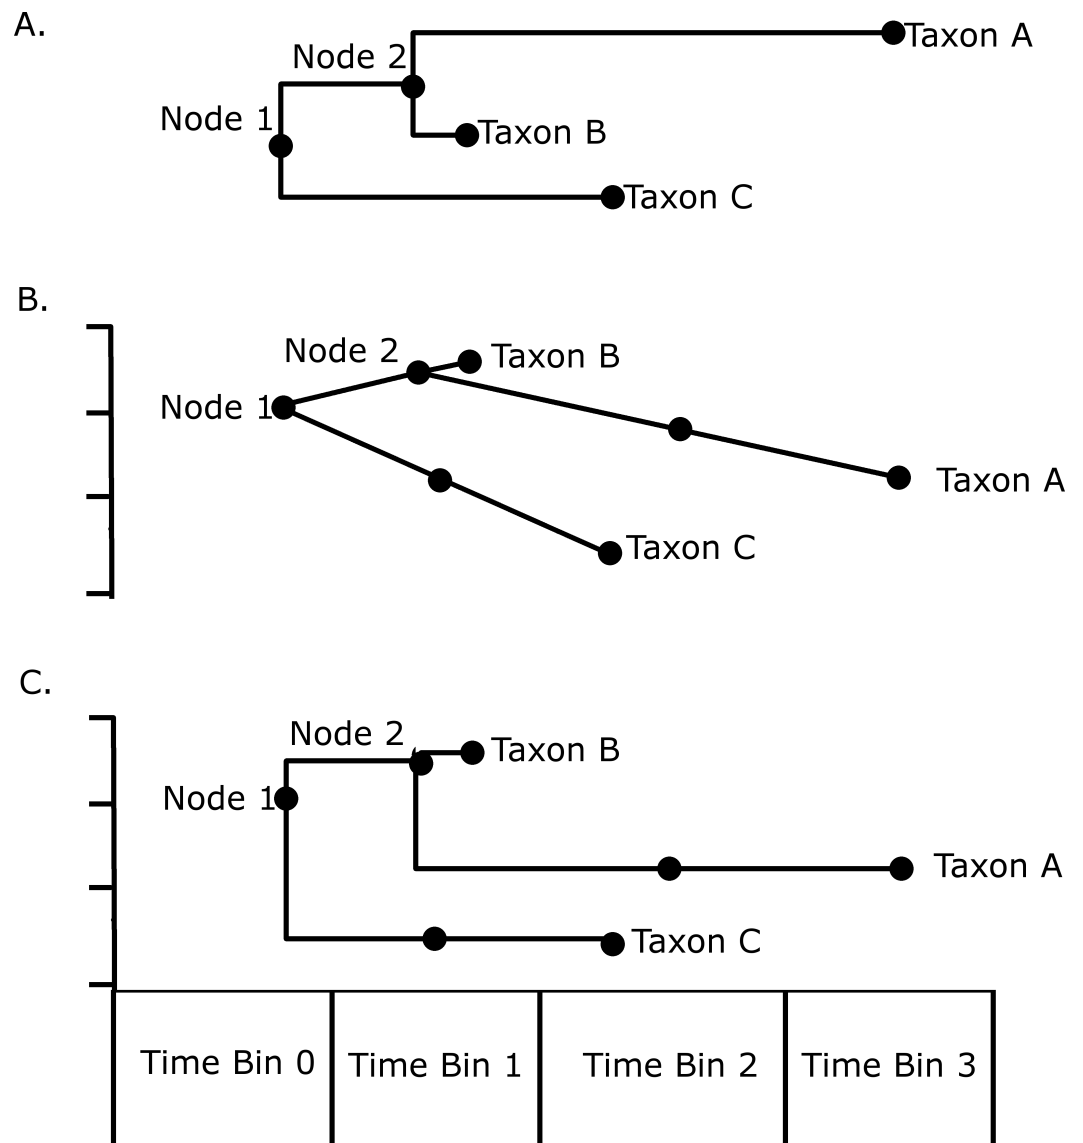 A.
Taxon A
Node 2
Node 1
Taxon B
Taxon C
B.
Node 2
Taxon B
Node 1
Taxon A
Taxon C
C.
Node 2
Taxon B
Node 1
Taxon A
Taxon C
Time Bin 0
Time Bin 1
Time Bin 2
Time Bin 3